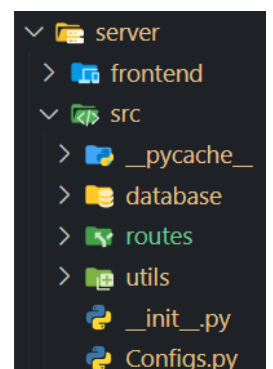 server
frontend
src
__pycache__
database
routes
utils
__init__.py
Configs.py